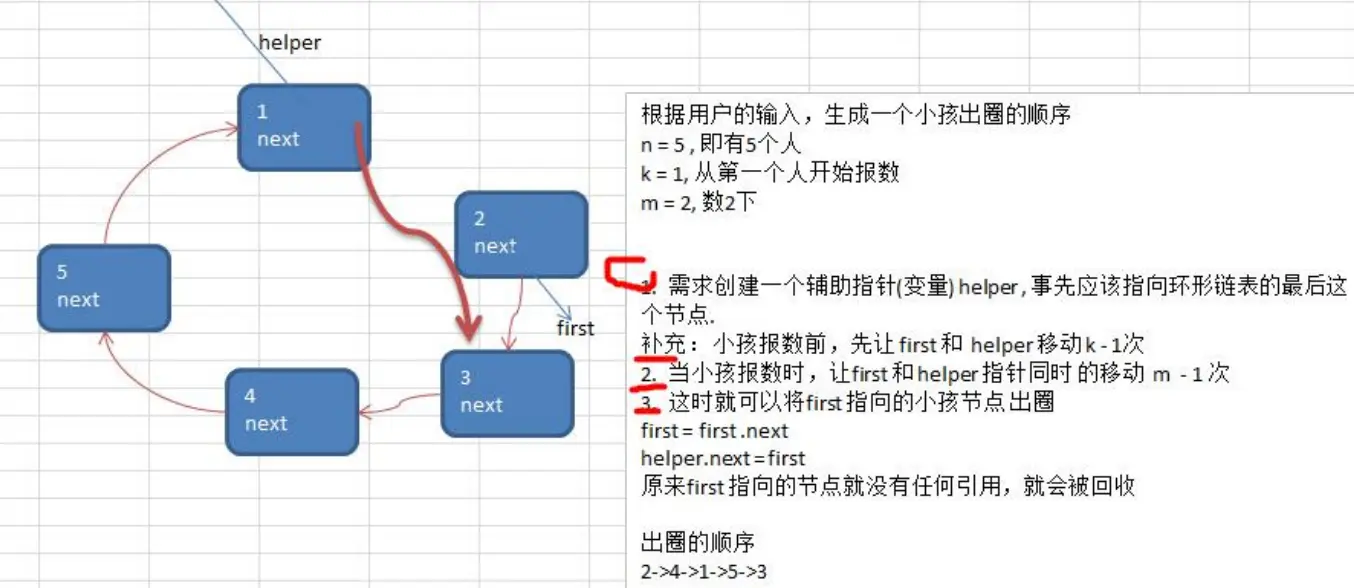 helper
1
next
2
next
first
3
next
4
next
5
next
根据用户的输入，生成一个小孩出圈的顺序
n = 5 , 即有5个人
k = 1, 从第一个人开始报数
m = 2, 数2下
1. 需求创建一个辅助指针(变量) helper , 事先应该指向环形链表的最后这
个节点.
补充：小孩报数前，先让 first 和 helper 移动 k - 1次
2. 当小孩报数时，让first 和 helper 指针同时 的移动 m - 1 次
3. 这时就可以将first 指向的小孩节点 出圈
first = first .next
helper.next = first
原来first 指向的节点就没有任何引用，就会被回收
出圈的顺序
2->4->1->5->3